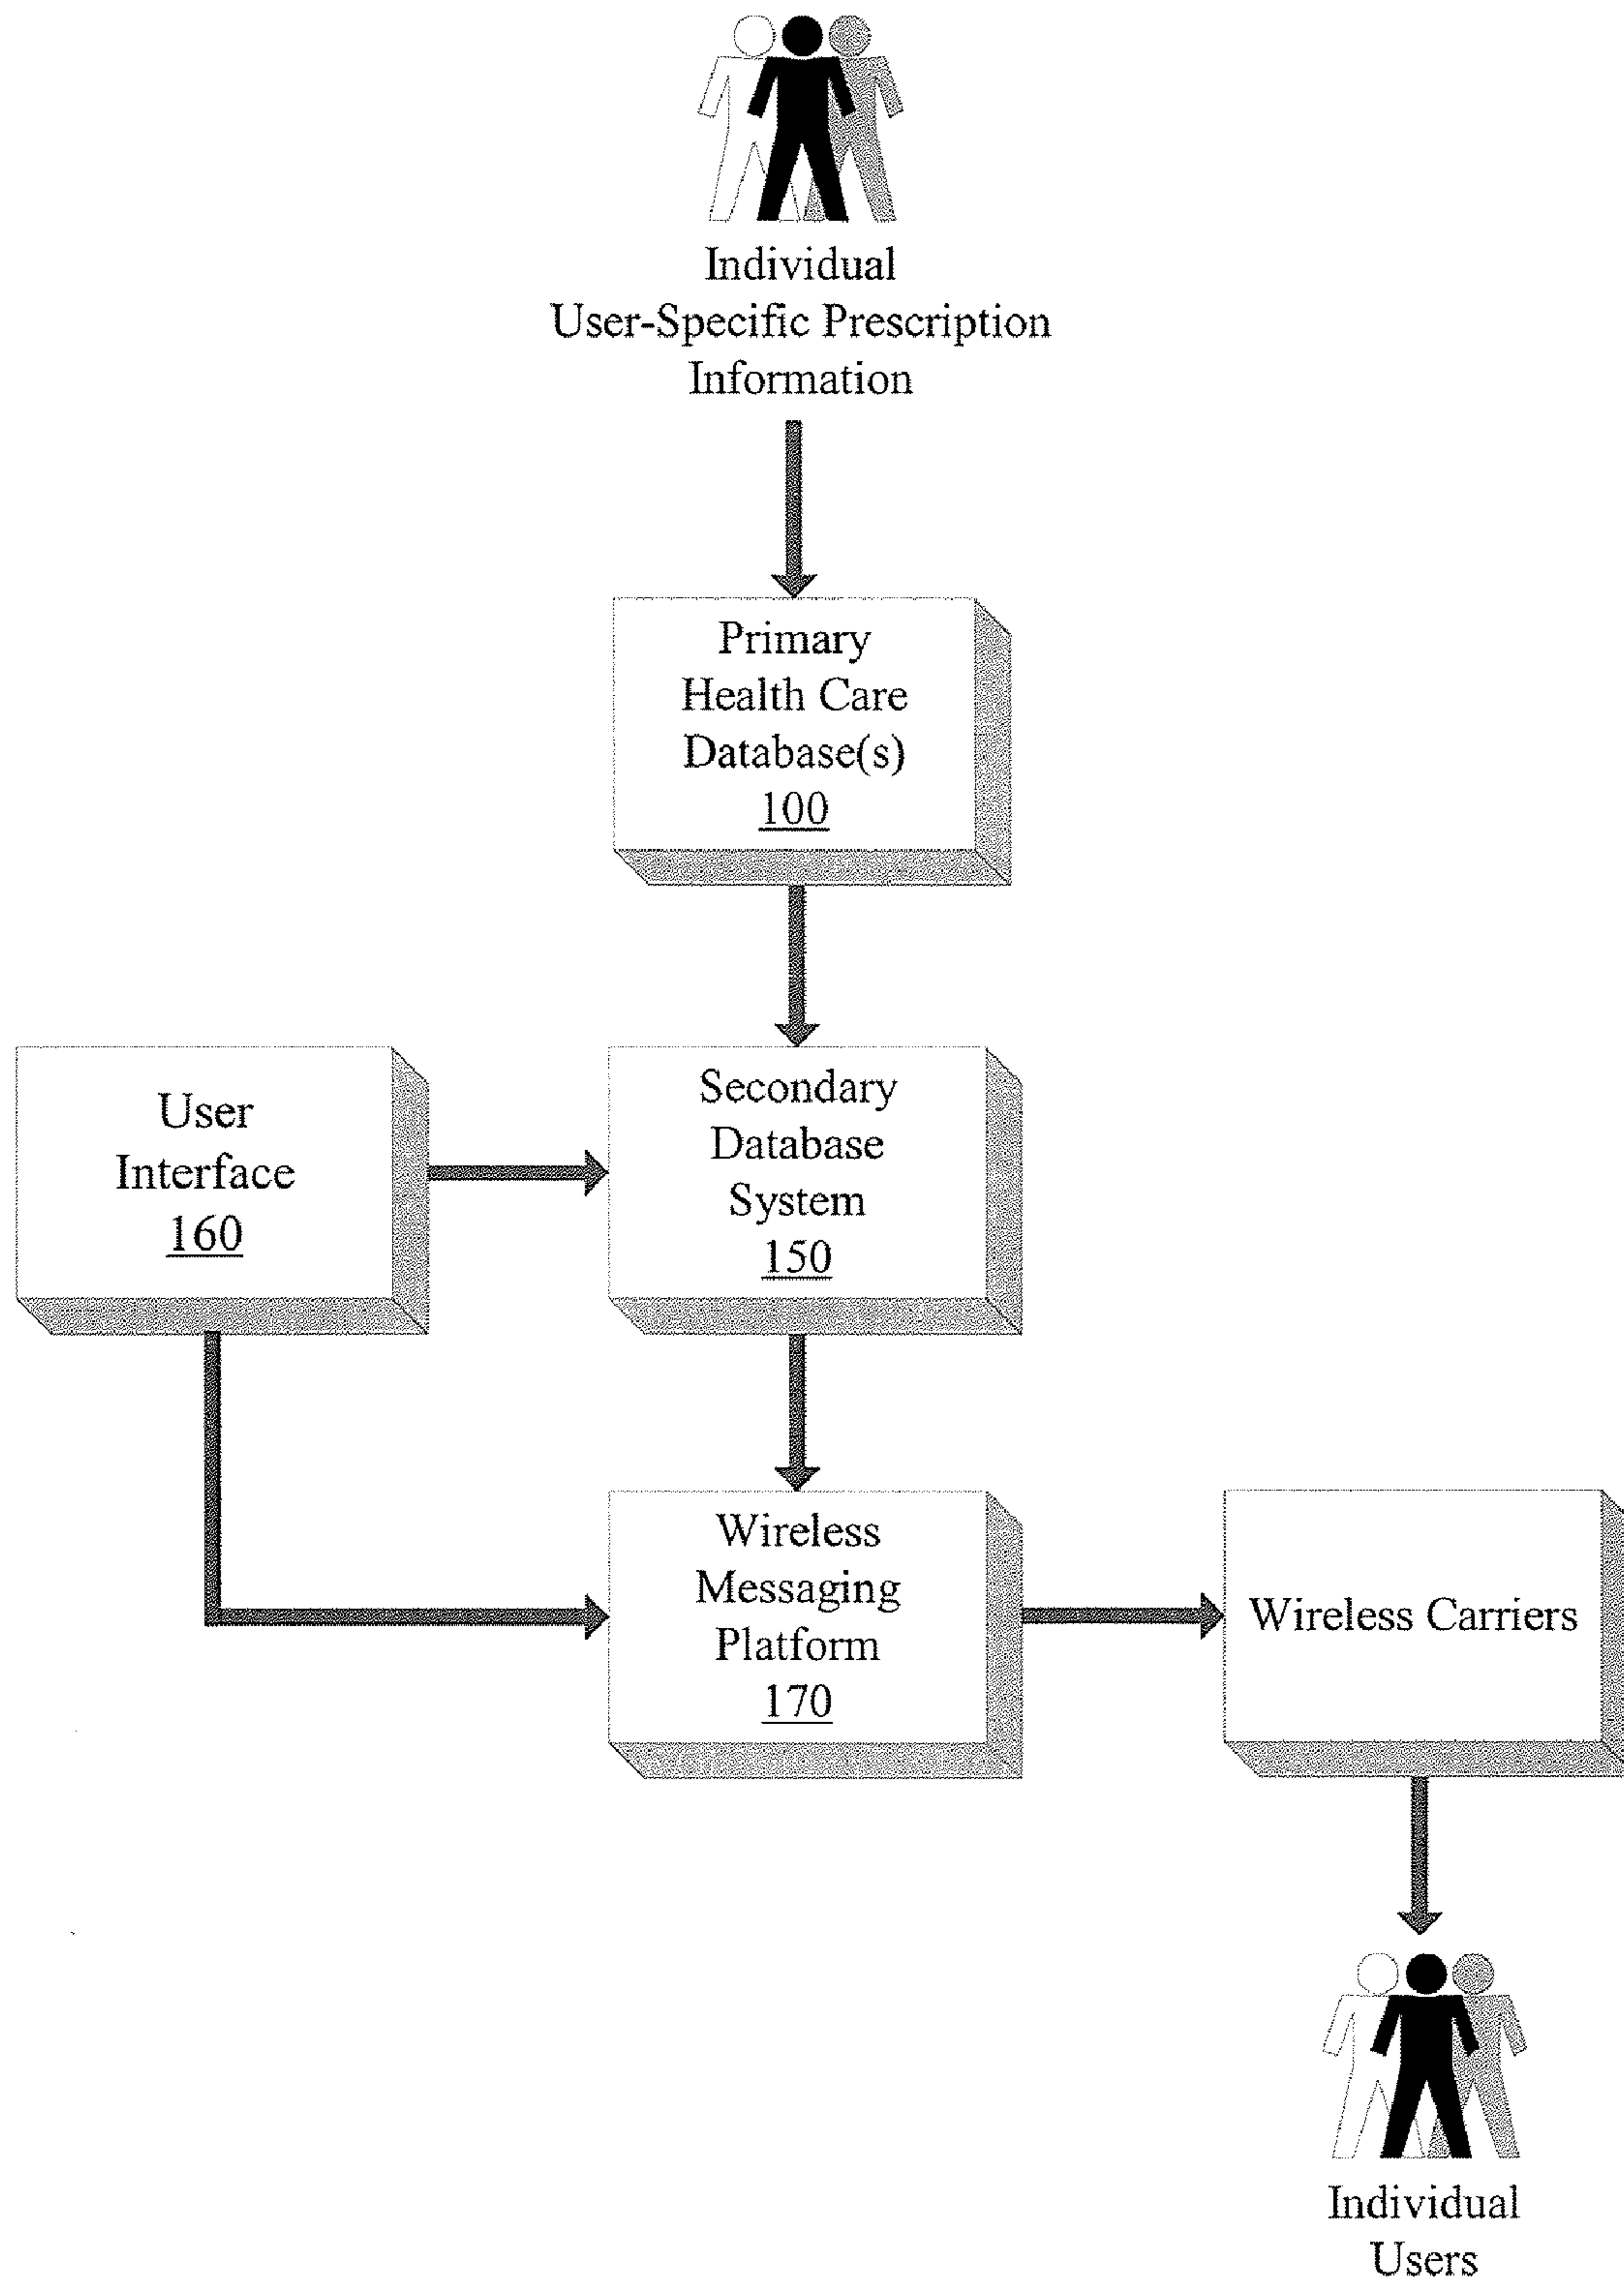 Individual
User-Specific Prescription
Information
Primary
Health Care
Database(s)
100
User
Interface
160
Secondary
Database
System
150
Wireless
Messaging
Platform
170
Wireless Carriers
Individual
Users